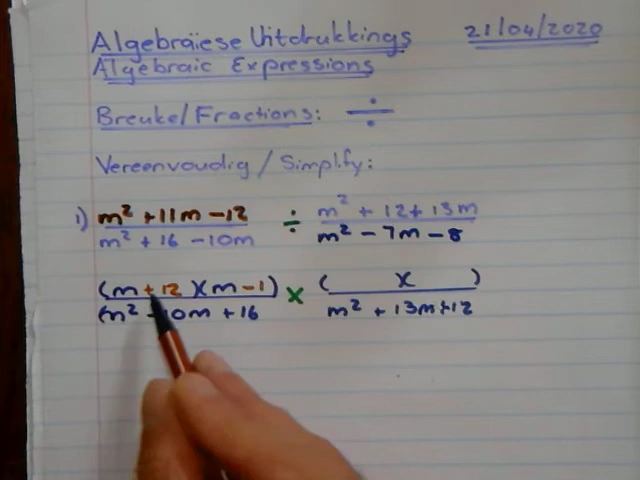 Algebraïese Uitdrukkings 21/04/2020
Algebraic Expressions
Breuke/Fractions: ÷
Vereenvoudig / Simplify:
1) (m² + 11m - 12)/(m² + 16 - 10m) ÷ (m² + 12 + 13m)/(m² - 7m - 8)
((m + 12)(m - 1))/(m² - 10m + 16) × (( )( ))/(m² + 13m + 12)